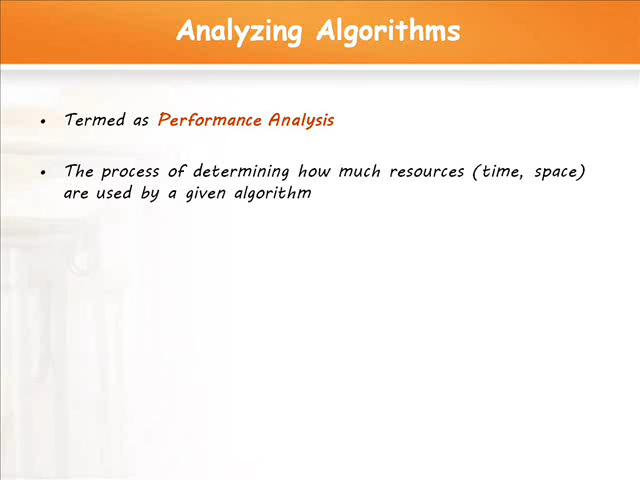 Analyzing Algorithms
• Termed as Performance Analysis
• The process of determining how much resources (time, space)
are used by a given algorithm